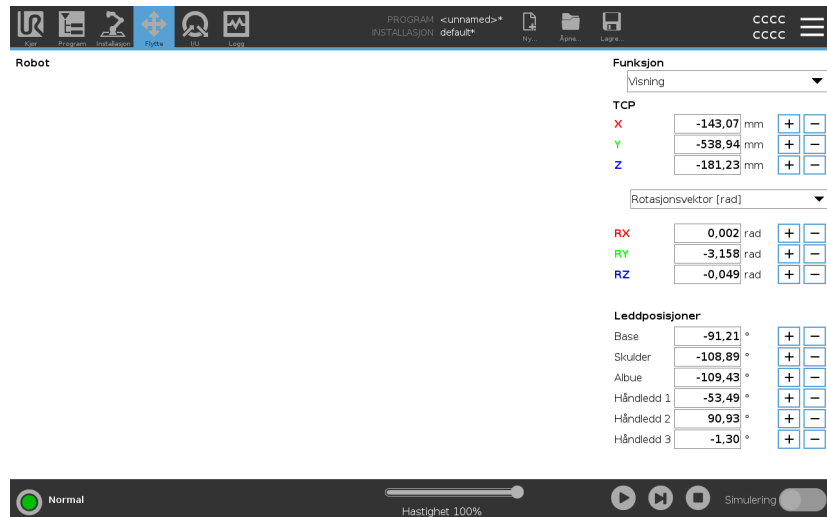 PROGRAM <unnamed>*
INSTALLASJON default*
CCCC
CCCC
Kjør Program Installasjon Flytte I/U Logg Ny... Åpne... Lagre...
Robot
Funksjon
Visning
TCP
X -143,07 mm + −
Y -538,94 mm + −
Z -181,23 mm + −
Rotasjonsvektor [rad]
RX 0,002 rad + −
RY -3,158 rad + −
RZ -0,049 rad + −
Leddposisjoner
Base -91,21 ° + −
Skulder -108,89 ° + −
Albue -109,43 ° + −
Håndledd 1 -53,49 ° + −
Håndledd 2 90,93 ° + −
Håndledd 3 -1,30 ° + −
Normal
Hastighet 100%
Simulering